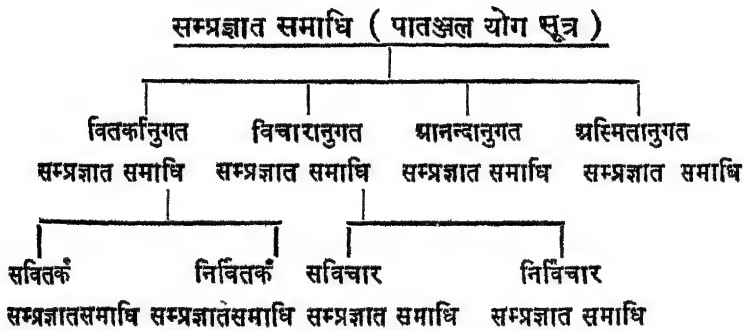 सम्प्रज्ञात समाधि ( पातञ्जल योग सूत्र )
वितर्कानुगत विचारानुगत आनन्दानुगत अस्मितानुगत
सम्प्रज्ञात समाधि सम्प्रज्ञात समाधि सम्प्रज्ञात समाधि सम्प्रज्ञात समाधि
सवितर्क निर्वितर्क सविचार निर्विचार
सम्प्रज्ञातसमाधि सम्प्रज्ञातसमाधि सम्प्रज्ञात समाधि सम्प्रज्ञात समाधि